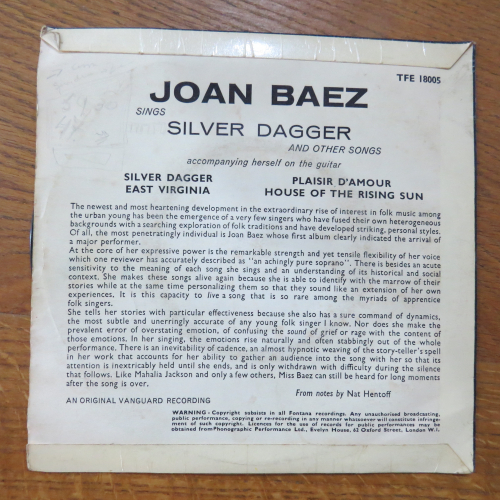 TFE 18005
JOAN BAEZ
SINGS
SILVER DAGGER
AND OTHER SONGS
accompanying herself on the guitar
SILVER DAGGER PLAISIR D'AMOUR
EAST VIRGINIA HOUSE OF THE RISING SUN
The newest and most heartening development in the extraordinary rise of interest in folk music among
the urban young has been the emergence of a very few singers who have fused their own heterogeneous
backgrounds with a searching exploration of folk traditions and have developed striking, personal styles.
Of all, the most penetratingly individual is Joan Baez whose first album clearly indicated the arrival of
a major performer.
At the core of her expressive power is the remarkable strength and yet tensile flexibility of her voice
which one reviewer has accurately described as "an achingly pure soprano". There is besides an acute
sensitivity to the meaning of each song she sings and an understanding of its historical and social
context. She makes these songs alive again because she is able to identify with the marrow of their
stories while at the same time personalizing them so that they sound like an extension of her own
experiences. It is this capacity to live a song that is so rare among the myriads of apprentice
folk singers.
She tells her stories with particular effectiveness because she also has a sure command of dynamics,
the most subtle and unerringly accurate of any young folk singer I know. Nor does she make the
prevalent error of overstating emotion, of confusing the sound of grief or rage with the content of
those emotions. In her singing, the emotions rise naturally and often stabbingly out of the whole
performance. There is an inevitability of cadence, an almost hypnotic weaving of the story-teller's spell
in her work that accounts for her ability to gather an audience into the song with her so that its
attention is inextricably held until she ends, and is only withdrawn with difficulty during the silence
that follows. Like Mahalia Jackson and only a few others, Miss Baez can still be heard for long moments
after the song is over.
From notes by Nat Hentoff
AN ORIGINAL VANGUARD RECORDING
WARNING - Copyright subsists in all Fontana recordings. Any unauthorised broadcasting,
public performance, copying or re-recording in any manner whatsoever will constitute infringe-
ment of such copyright. Licences for the use of records for public performances may be
obtained from Phonographic Performance Ltd., Evelyn House, 62 Oxford Street, London W.1.